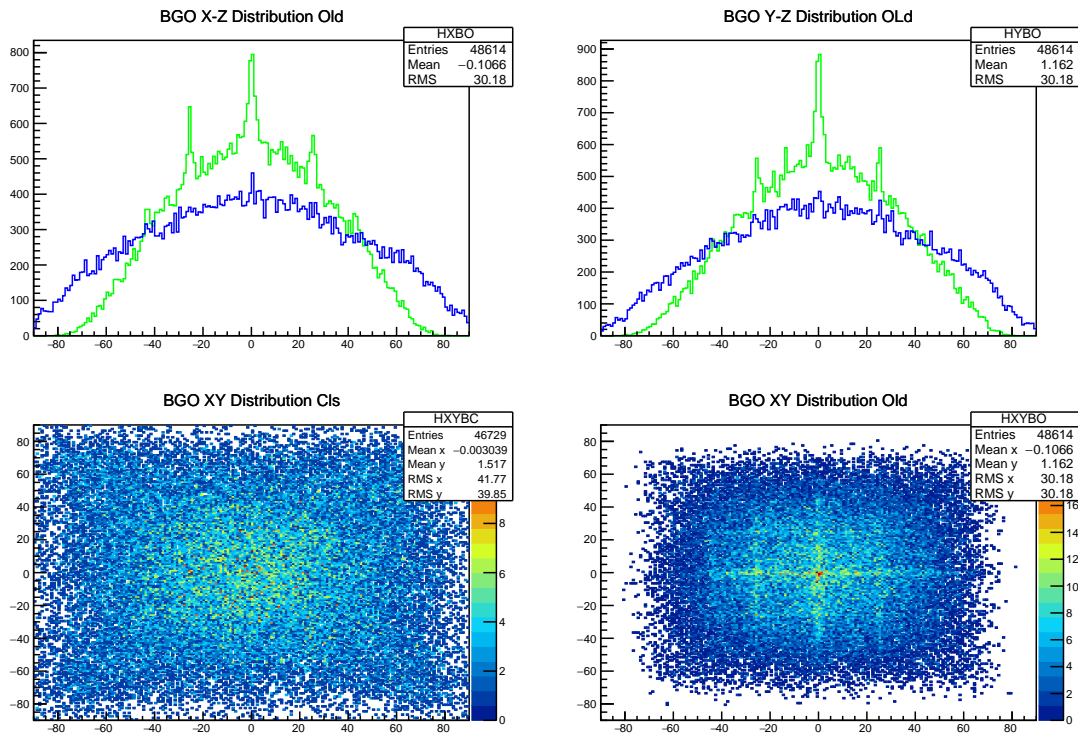 BGO X-Z Distribution Old
HXBO
Entries 48614
Mean −0.1066
RMS 30.18
800
700
600
500
400
300
200
100
0
−80 −60 −40 −20 0 20 40 60 80
BGO Y-Z Distribution OLd
HYBO
Entries 48614
Mean 1.162
RMS 30.18
900
800
700
600
500
400
300
200
100
0
−80 −60 −40 −20 0 20 40 60 80
BGO XY Distribution Cls
HXYBC
Entries 46729
Mean x −0.003039
Mean y 1.517
RMS x 41.77
RMS y 39.85
80
60
40
20
0
−20
−40
−60
−80
−80 −60 −40 −20 0 20 40 60 80
8
6
4
2
0
BGO XY Distribution Old
HXYBO
Entries 48614
Mean x −0.1066
Mean y 1.162
RMS x 30.18
RMS y 30.18
80
60
40
20
0
−20
−40
−60
−80
−80 −60 −40 −20 0 20 40 60 80
16
14
12
10
8
6
4
2
0